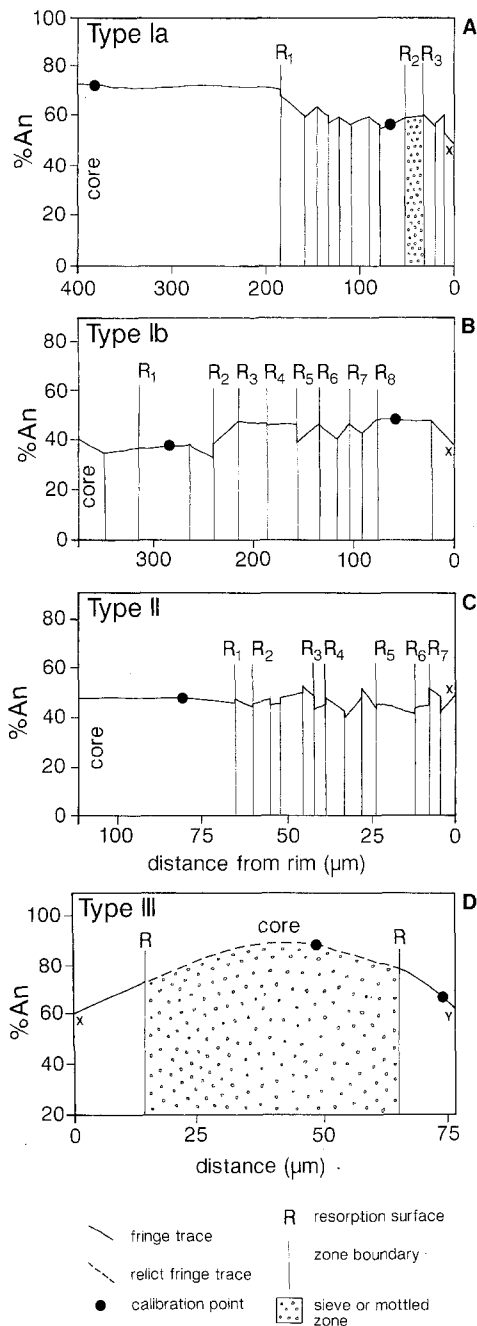 Type Ia
A
R1 R2 R3
100
80
60
40
20
0
%An
core
x
400 300 200 100 0
Type Ib
B
R1 R2 R3 R4 R5 R6 R7 R8
80
60
40
20
0
%An
core
x
300 200 100 0
Type II
C
R1 R2 R3 R4 R5 R6 R7
80
60
40
20
0
%An
core
x
100 75 50 25 0
distance from rim (µm)
Type III
D
core
R R
100
80
60
40
20
%An
x Y
0 25 50 75
distance (µm)
fringe trace
relict fringe trace
calibration point
R resorption surface
zone boundary
sieve or mottled
zone